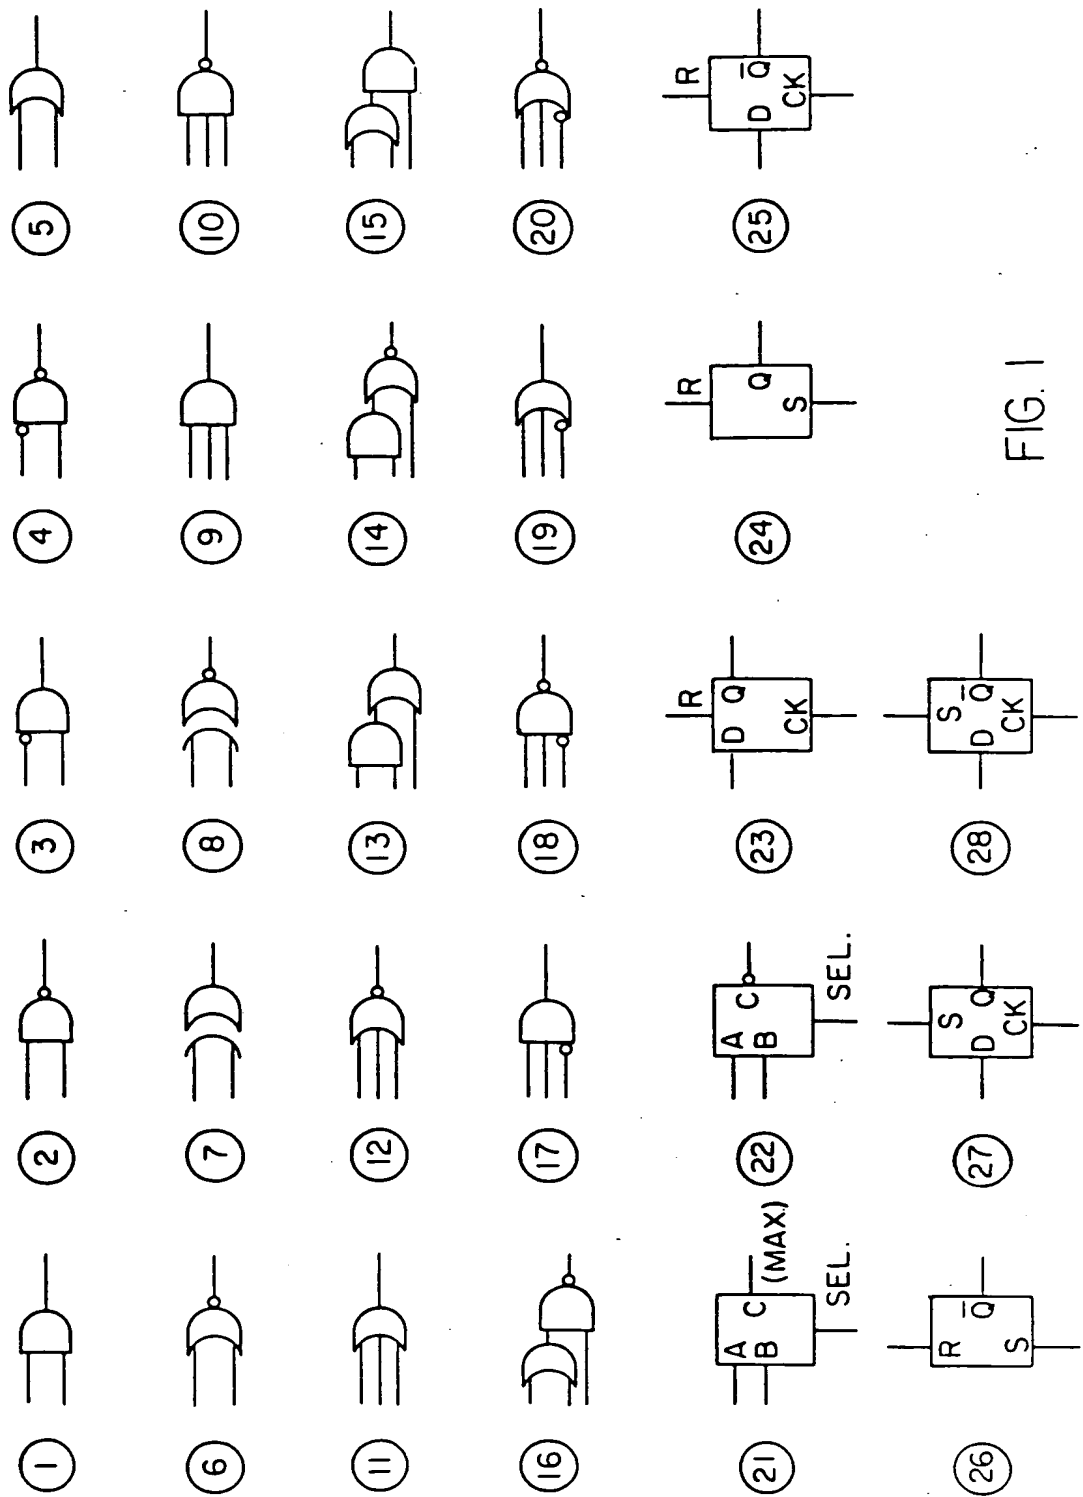 1
2
3
4
5
6
7
8
9
10
11
12
13
14
15
16
17
18
19
20
21
A
B
C
(MAX.)
SEL.
22
A
B
C
SEL.
23
R
D Q
CK
24
R
Q
S
25
R
D Q̅
CK
26
R
Q̅
S
27
S
D Q
CK
28
S
D Q̅
CK
FIG. 1